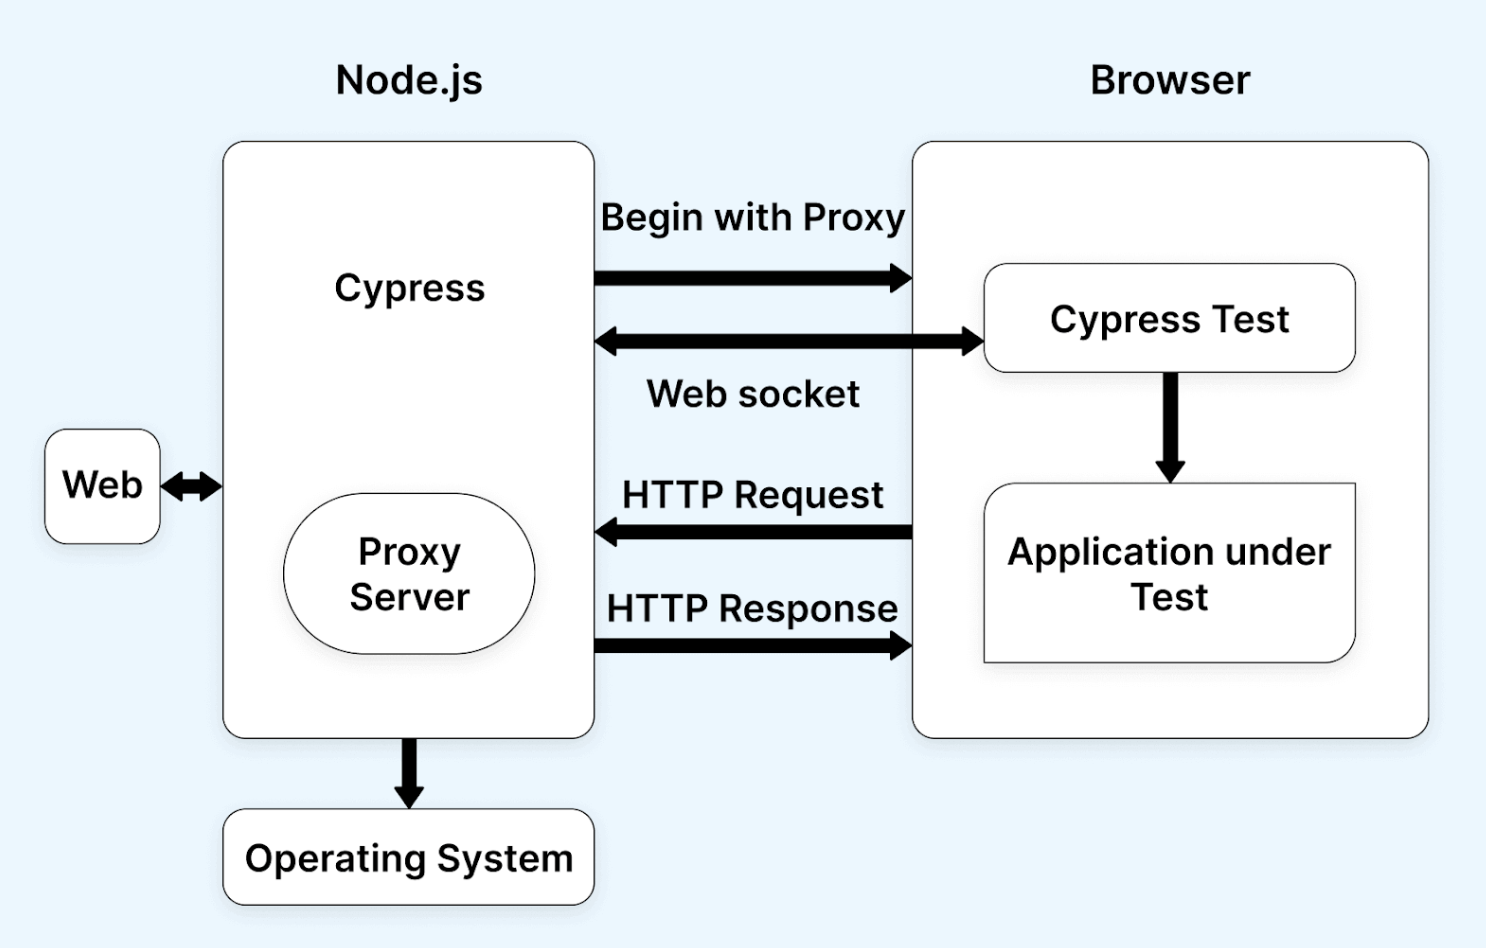 Node.js
Browser
Begin with Proxy
Cypress
Cypress Test
Web socket
Web
HTTP Request
Proxy
Server
Application under
Test
HTTP Response
Operating System